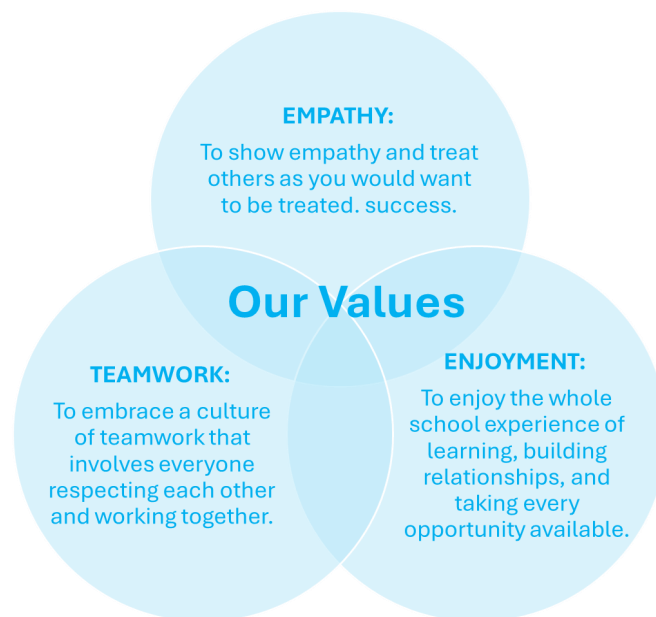 EMPATHY:
To show empathy and treat
others as you would want
to be treated. success.
Our Values
TEAMWORK:
To embrace a culture
of teamwork that
involves everyone
respecting each other
and working together.
ENJOYMENT:
To enjoy the whole
school experience of
learning, building
relationships, and
taking every
opportunity available.